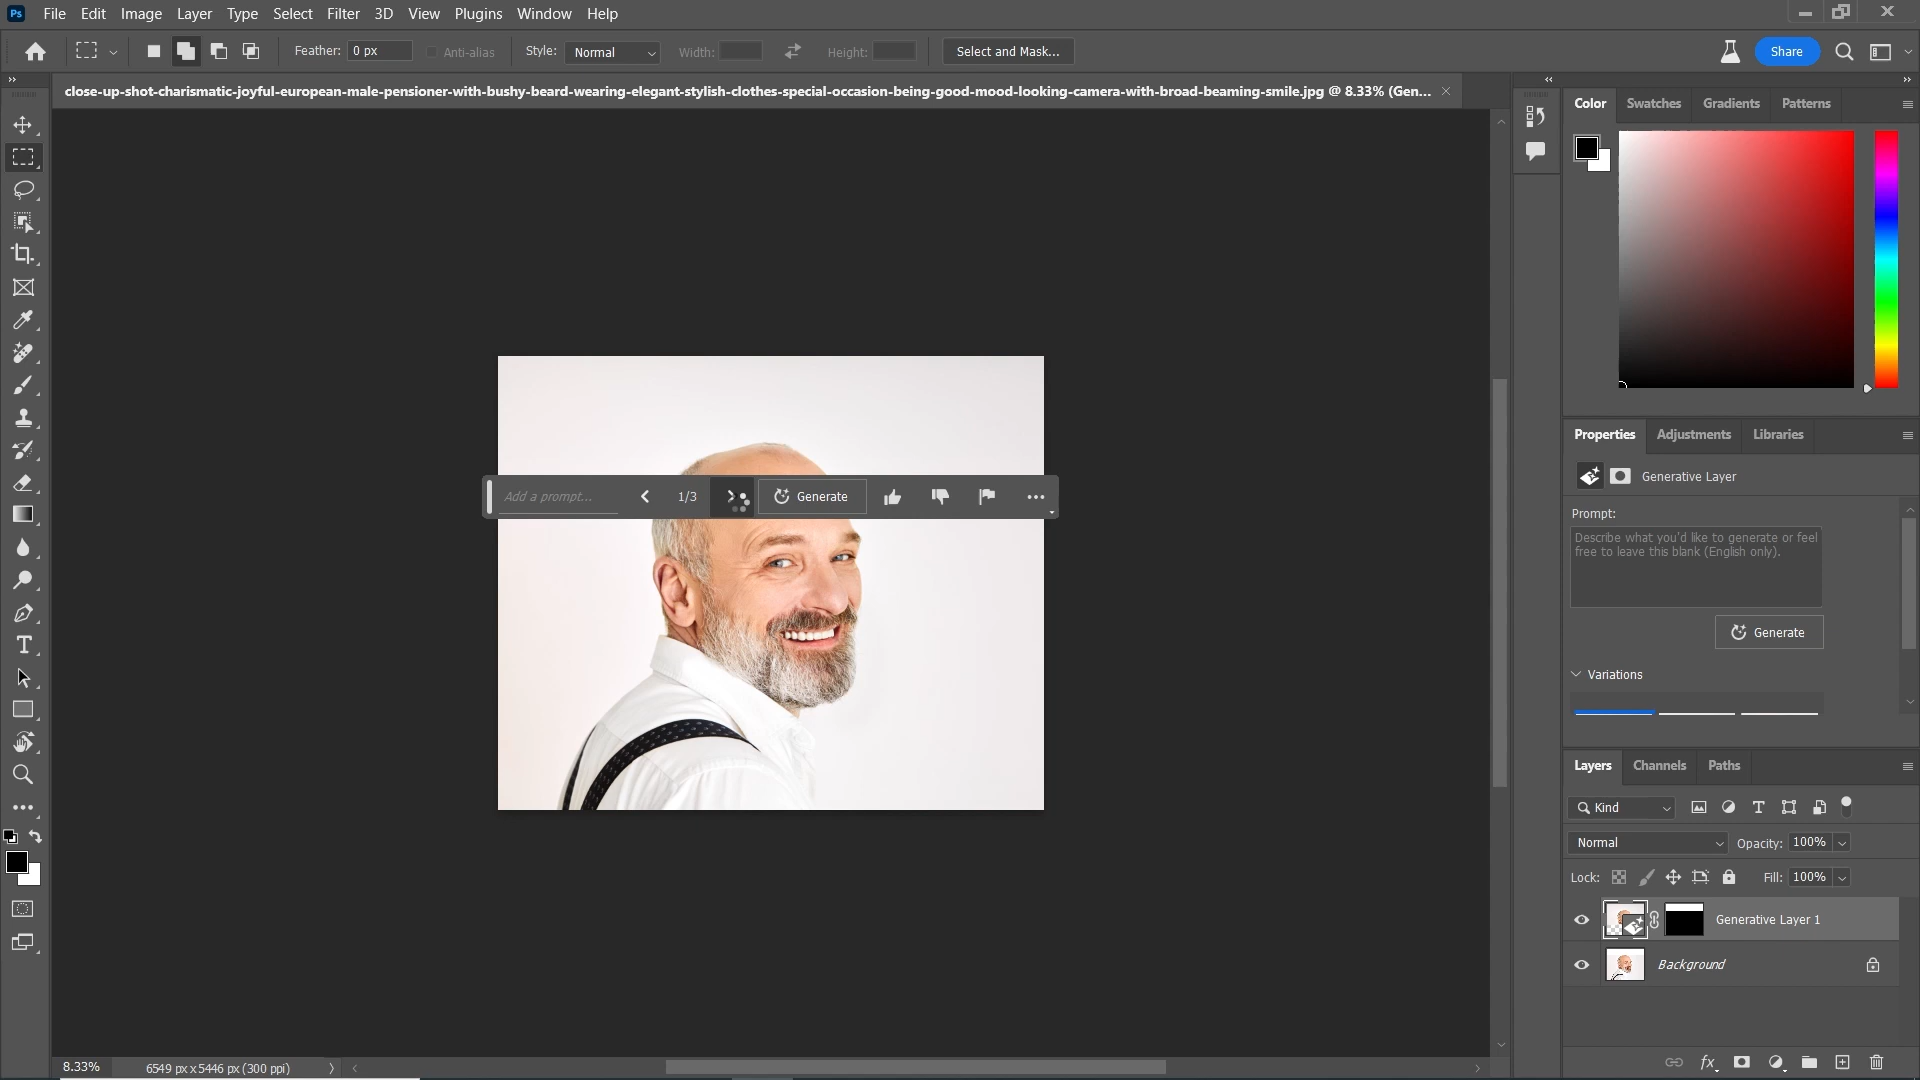 Ps File Edit Image Layer Type Select Filter 3D View Plugins Window Help
Feather: 0 px Anti-alias Style: Normal Width: Height: Select and Mask... Share
close-up-shot-charismatic-joyful-european-male-pensioner-with-bushy-beard-wearing-elegant-stylish-clothes-special-occasion-being-good-mood-looking-camera-with-broad-beaming-smile.jpg @ 8.33% (Gen...
Color Swatches Gradients Patterns
Properties Adjustments Libraries
Generative Layer
Add a prompt... 1/3 Generate
Prompt:
Describe what you'd like to generate or feel
free to leave this blank (English only).
Generate
Variations
Layers Channels Paths
Kind
Normal Opacity: 100%
Lock: Fill: 100%
Generative Layer 1
Background
fx
8.33% 6549 px x 5446 px (300 ppi)